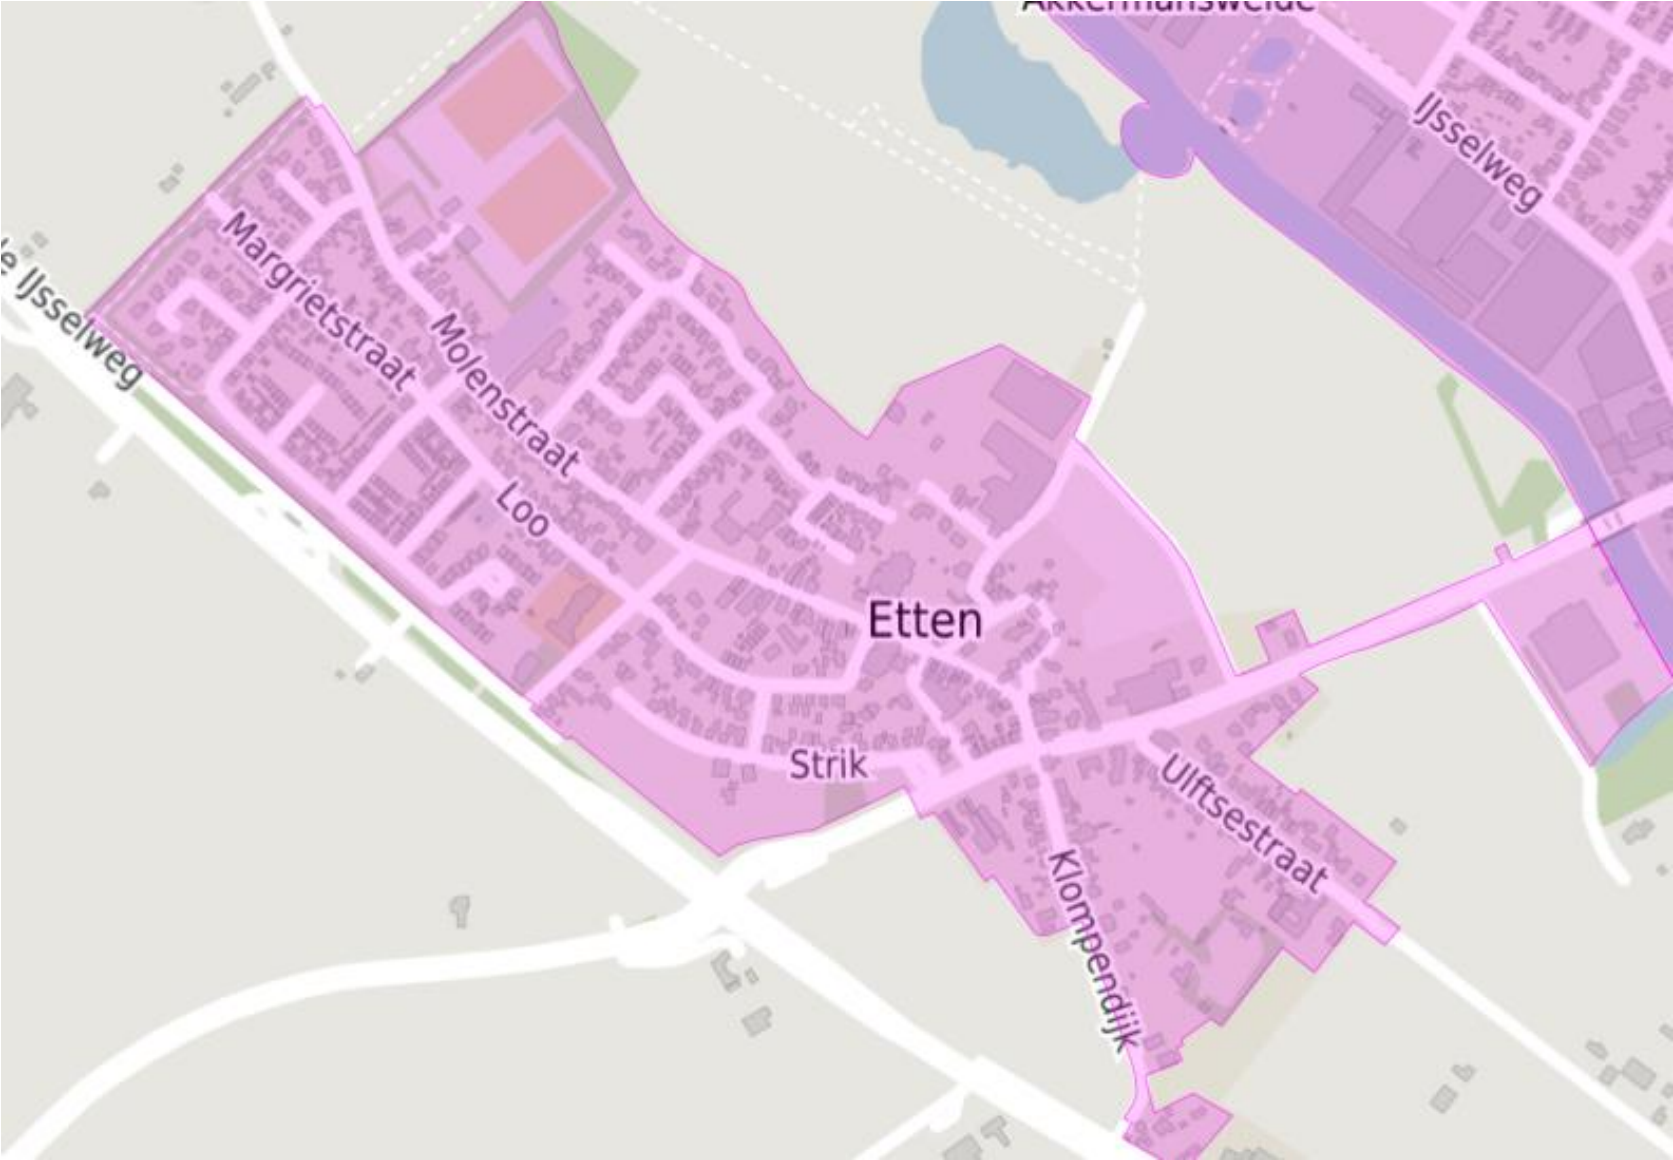 Akkermansweide
IJsselweg
IJsselweg
Margrietstraat
Molenstraat
Loo
Etten
Strik
Ulftsestraat
Klompendijk